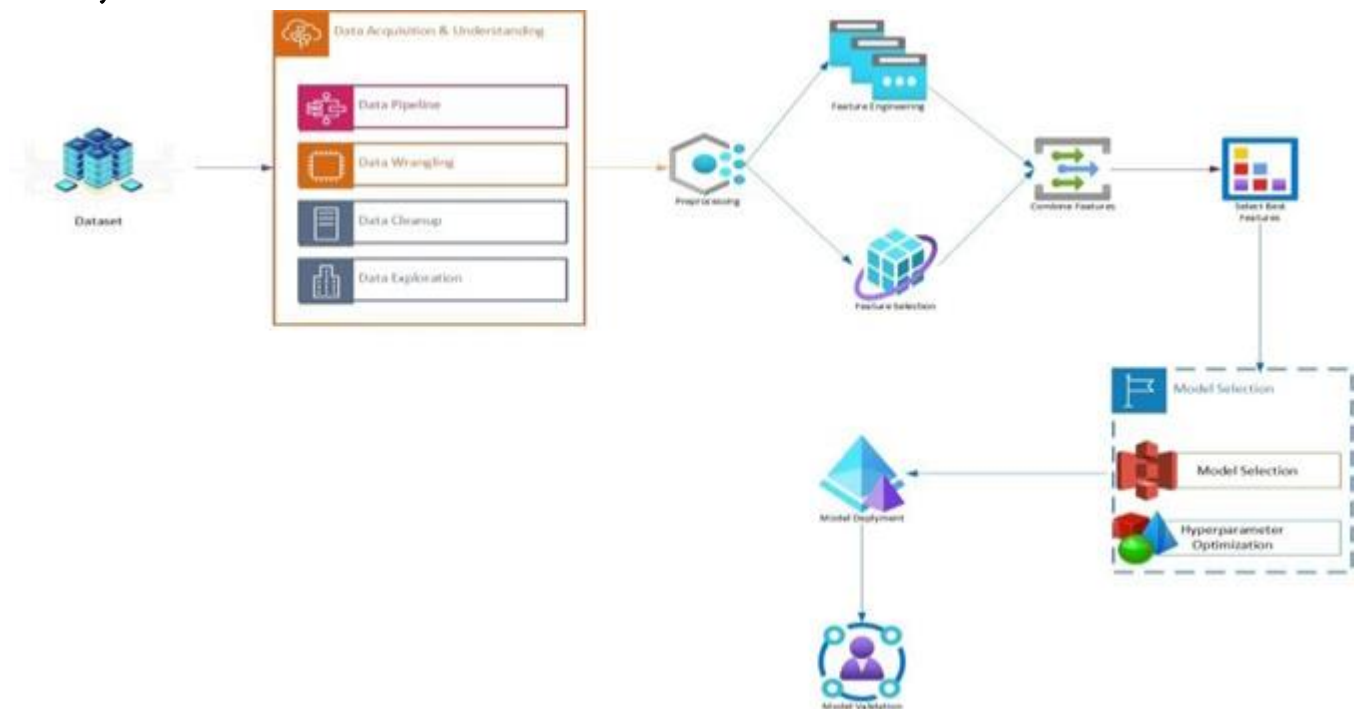 Data Acquisition & Understanding
Data Pipeline
Data Wrangling
Data Cleanup
Data Exploration
Dataset
Preprocessing
Feature Engineering
Feature Selection
Combine Features
Select Best
Features
Model Selection
Model Selection
Hyperparameter
Optimization
Model Deplyment
Model Validation